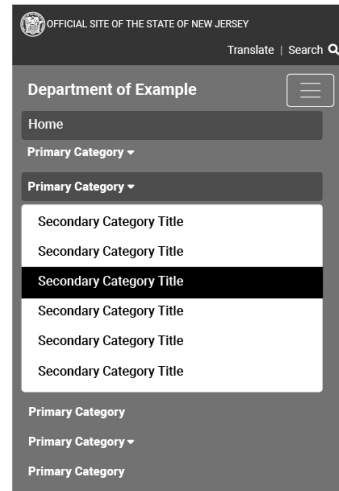 OFFICIAL SITE OF THE STATE OF NEW JERSEY
Translate | Search
Department of Example
Home
Primary Category
Primary Category
Secondary Category Title
Secondary Category Title
Secondary Category Title
Secondary Category Title
Secondary Category Title
Secondary Category Title
Primary Category
Primary Category
Primary Category